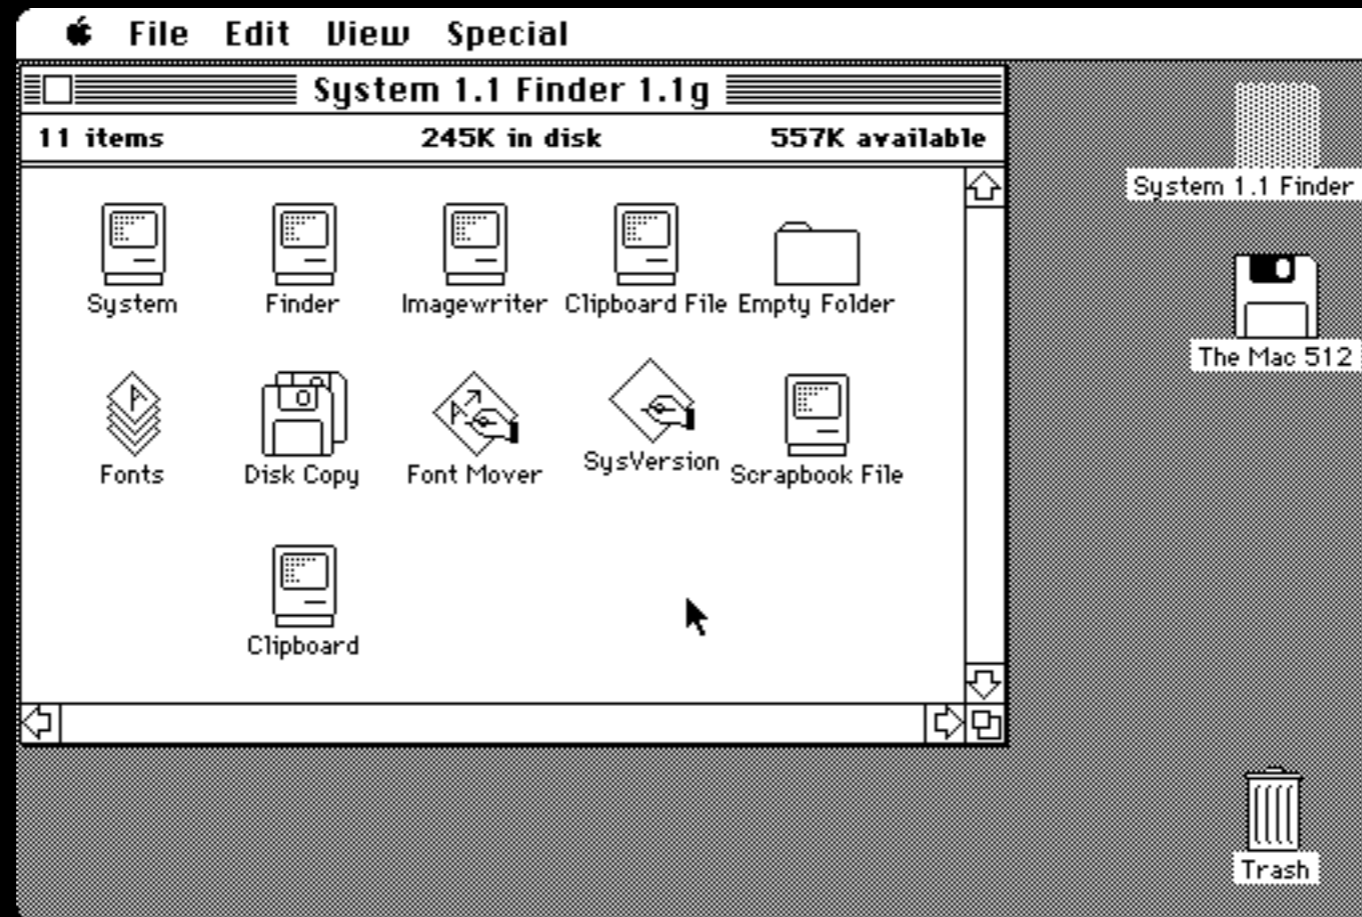 File Edit View Special
System 1.1 Finder 1.1g
11 items 245K in disk 557K available
System Finder Imagewriter Clipboard File Empty Folder
Fonts Disk Copy Font Mover SysVersion Scrapbook File
Clipboard
System 1.1 Finder
The Mac 512
Trash